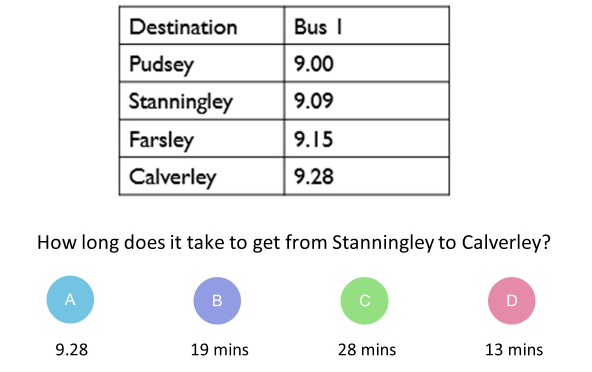 Destination Bus 1
Pudsey 9.00
Stanningley 9.09
Farsley 9.15
Calverley 9.28
How long does it take to get from Stanningley to Calverley?
A B C D
9.28 19 mins 28 mins 13 mins